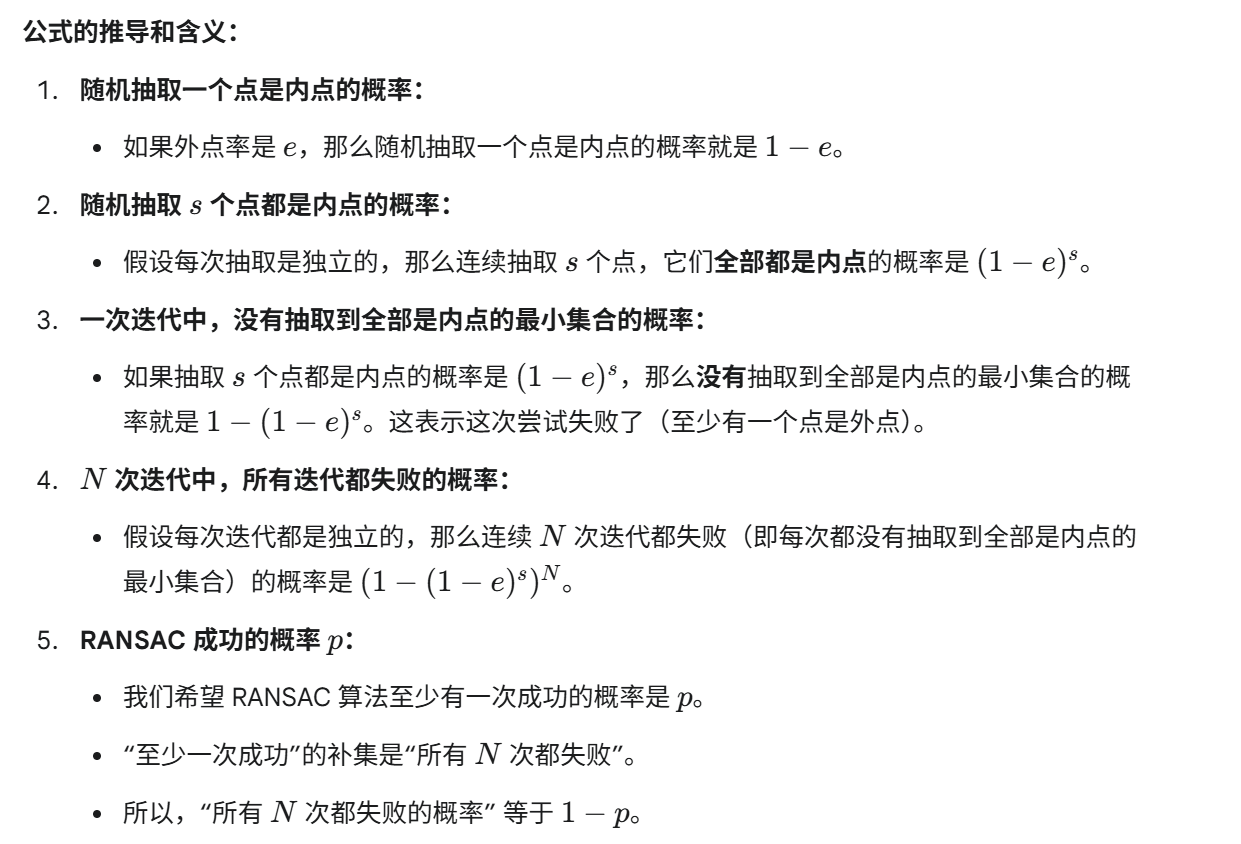 公式的推导和含义：
1. 随机抽取一个点是内点的概率：
• 如果外点率是 e，那么随机抽取一个点是内点的概率就是 1 − e。
2. 随机抽取 s 个点都是内点的概率：
• 假设每次抽取是独立的，那么连续抽取 s 个点，它们全部都是内点的概率是 (1 − e)ˢ。
3. 一次迭代中，没有抽取到全部是内点的最小集合的概率：
• 如果抽取 s 个点都是内点的概率是 (1 − e)ˢ，那么没有抽取到全部是内点的最小集合的概
率就是 1 − (1 − e)ˢ。这表示这次尝试失败了（至少有一个点是外点）。
4. N 次迭代中，所有迭代都失败的概率：
• 假设每次迭代都是独立的，那么连续 N 次迭代都失败（即每次都没有抽取到全部是内点的
最小集合）的概率是 (1 − (1 − e)ˢ)ᴺ。
5. RANSAC 成功的概率 p：
• 我们希望 RANSAC 算法至少有一次成功的概率是 p。
• “至少一次成功”的补集是“所有 N 次都失败”。
• 所以，“所有 N 次都失败的概率” 等于 1 − p。